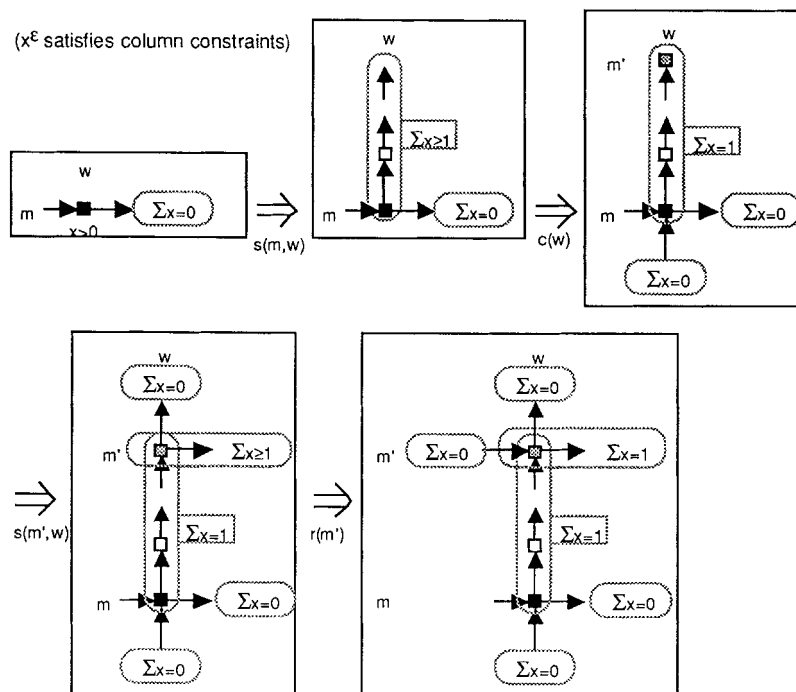 (x^ε satisfies column constraints)
w
m
x>0
Σx=0
s(m,w)
w
Σx≥1
m
Σx=0
c(w)
w
m'
Σx=1
m
Σx=0
Σx=0
s(m',w)
w
Σx=0
m'
Σx≥1
Σx=1
m
Σx=0
Σx=0
r(m')
w
Σx=0
m'
Σx=0
Σx=1
Σx=1
m
Σx=0
Σx=0